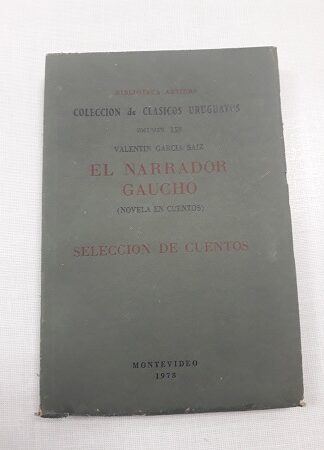 BIBLIOTECA ARTIGAS
COLECCION de CLASICOS URUGUAYOS
VOLUMEN 153
VALENTIN GARCIA SAIZ
EL NARRADOR
GAUCHO
(NOVELA EN CUENTOS)
SELECCION DE CUENTOS
MONTEVIDEO
1978